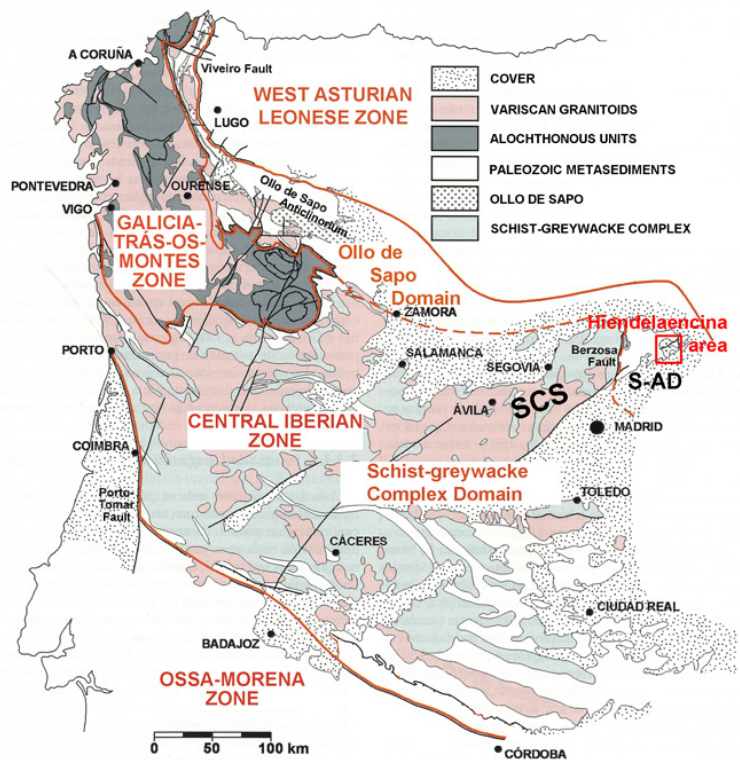 A CORUÑA
Viveiro Fault
WEST ASTURIAN
LEONESE ZONE
LUGO
COVER
VARISCAN GRANITOIDS
ALOCHTHONOUS UNITS
PALEOZOIC METASEDIMENTS
OLLO DE SAPO
SCHIST-GREYWACKE COMPLEX
PONTEVEDRA
OURENSE
VIGO
Ollo de Sapo
Anticlinorium
GALICIA-
TRÁS-OS-
MONTES
ZONE
Ollo de
Sapo
Domain
ZAMORA
Hiendelaencina
area
PORTO
SALAMANCA
SEGOVIA
Berzosa
Fault
S-AD
ÁVILA
SCS
MADRID
CENTRAL IBERIAN
ZONE
COIMBRA
Schist-greywacke
Complex Domain
TOLEDO
Porto-
Tomar
Fault
CÁCERES
CIUDAD REAL
BADAJOZ
OSSA-MORENA
ZONE
0 50 100 km
CÓRDOBA